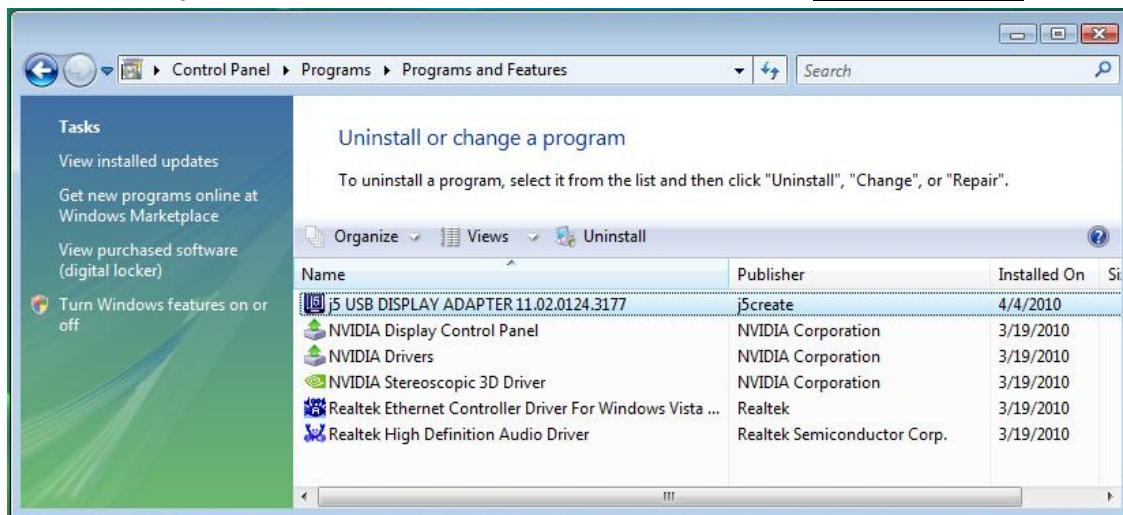 Control Panel ▸ Programs ▸ Programs and Features
Search
Tasks
View installed updates
Get new programs online at
Windows Marketplace
View purchased software
(digital locker)
Turn Windows features on or
off
Uninstall or change a program
To uninstall a program, select it from the list and then click "Uninstall", "Change", or "Repair".
Organize Views Uninstall
Name Publisher Installed On Si
j5 USB DISPLAY ADAPTER 11.02.0124.3177 j5create 4/4/2010
NVIDIA Display Control Panel NVIDIA Corporation 3/19/2010
NVIDIA Drivers NVIDIA Corporation 3/19/2010
NVIDIA Stereoscopic 3D Driver NVIDIA Corporation 3/19/2010
Realtek Ethernet Controller Driver For Windows Vista ... Realtek 3/19/2010
Realtek High Definition Audio Driver Realtek Semiconductor Corp. 3/19/2010